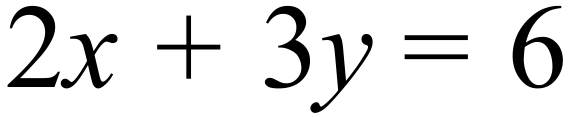 2x + 3y = 6